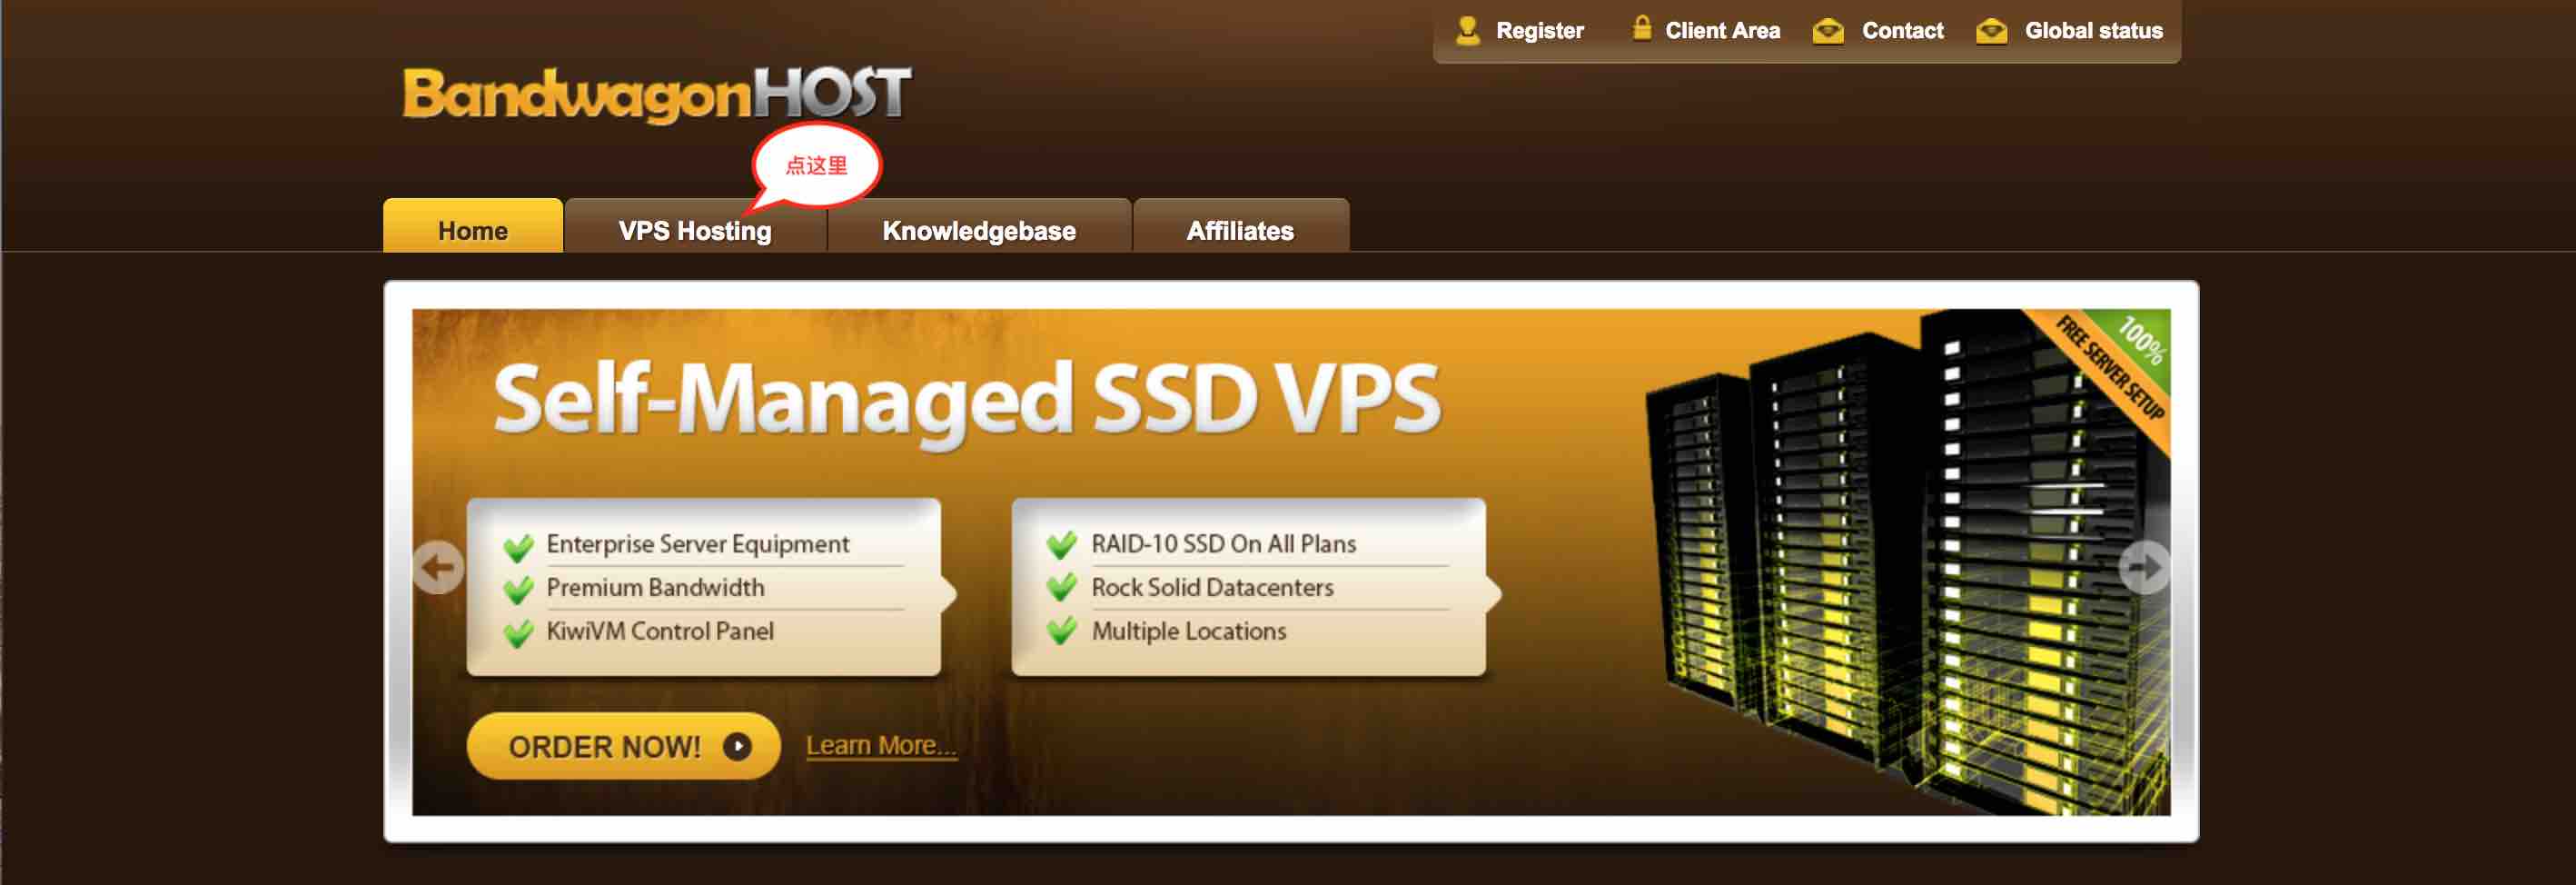 Register
Client Area
Contact
Global status
BandwagonHOST
点这里
Home
VPS Hosting
Knowledgebase
Affiliates
Self-Managed SSD VPS
100%
FREE SERVER SETUP
Enterprise Server Equipment
Premium Bandwidth
KiwiVM Control Panel
RAID-10 SSD On All Plans
Rock Solid Datacenters
Multiple Locations
ORDER NOW!
Learn More...